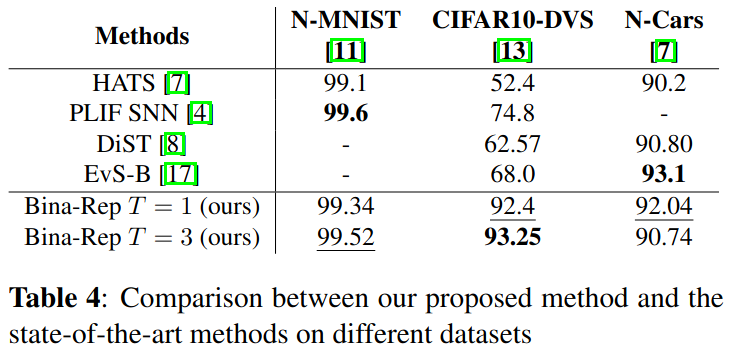 Methods N-MNIST CIFAR10-DVS N-Cars
[11] [13] [7]
HATS [7] 99.1 52.4 90.2
PLIF SNN [4] 99.6 74.8 -
DiST [8] - 62.57 90.80
EvS-B [17] - 68.0 93.1
Bina-Rep T = 1 (ours) 99.34 92.4 92.04
Bina-Rep T = 3 (ours) 99.52 93.25 90.74
Table 4: Comparison between our proposed method and the
state-of-the-art methods on different datasets